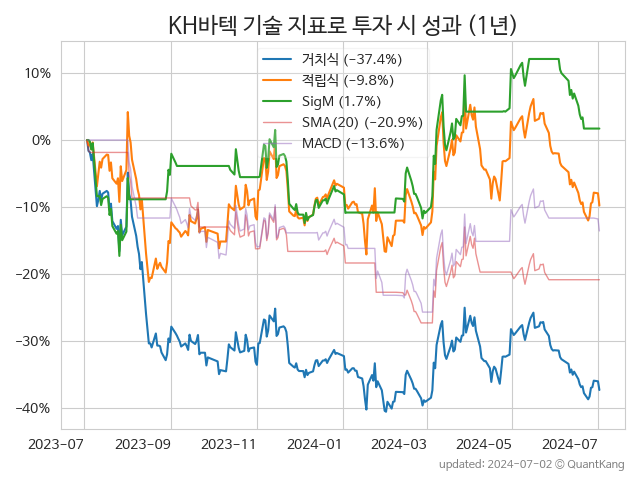 KH바텍 기술 지표로 투자 시 성과 (1년)
거치식 (−37.4%)
적립식 (−9.8%)
SigM (1.7%)
SMA(20) (−20.9%)
MACD (−13.6%)
10%
0%
−10%
−20%
−30%
−40%
2023-07 2023-09 2023-11 2024-01 2024-03 2024-05 2024-07
updated: 2024-07-02 © QuantKang